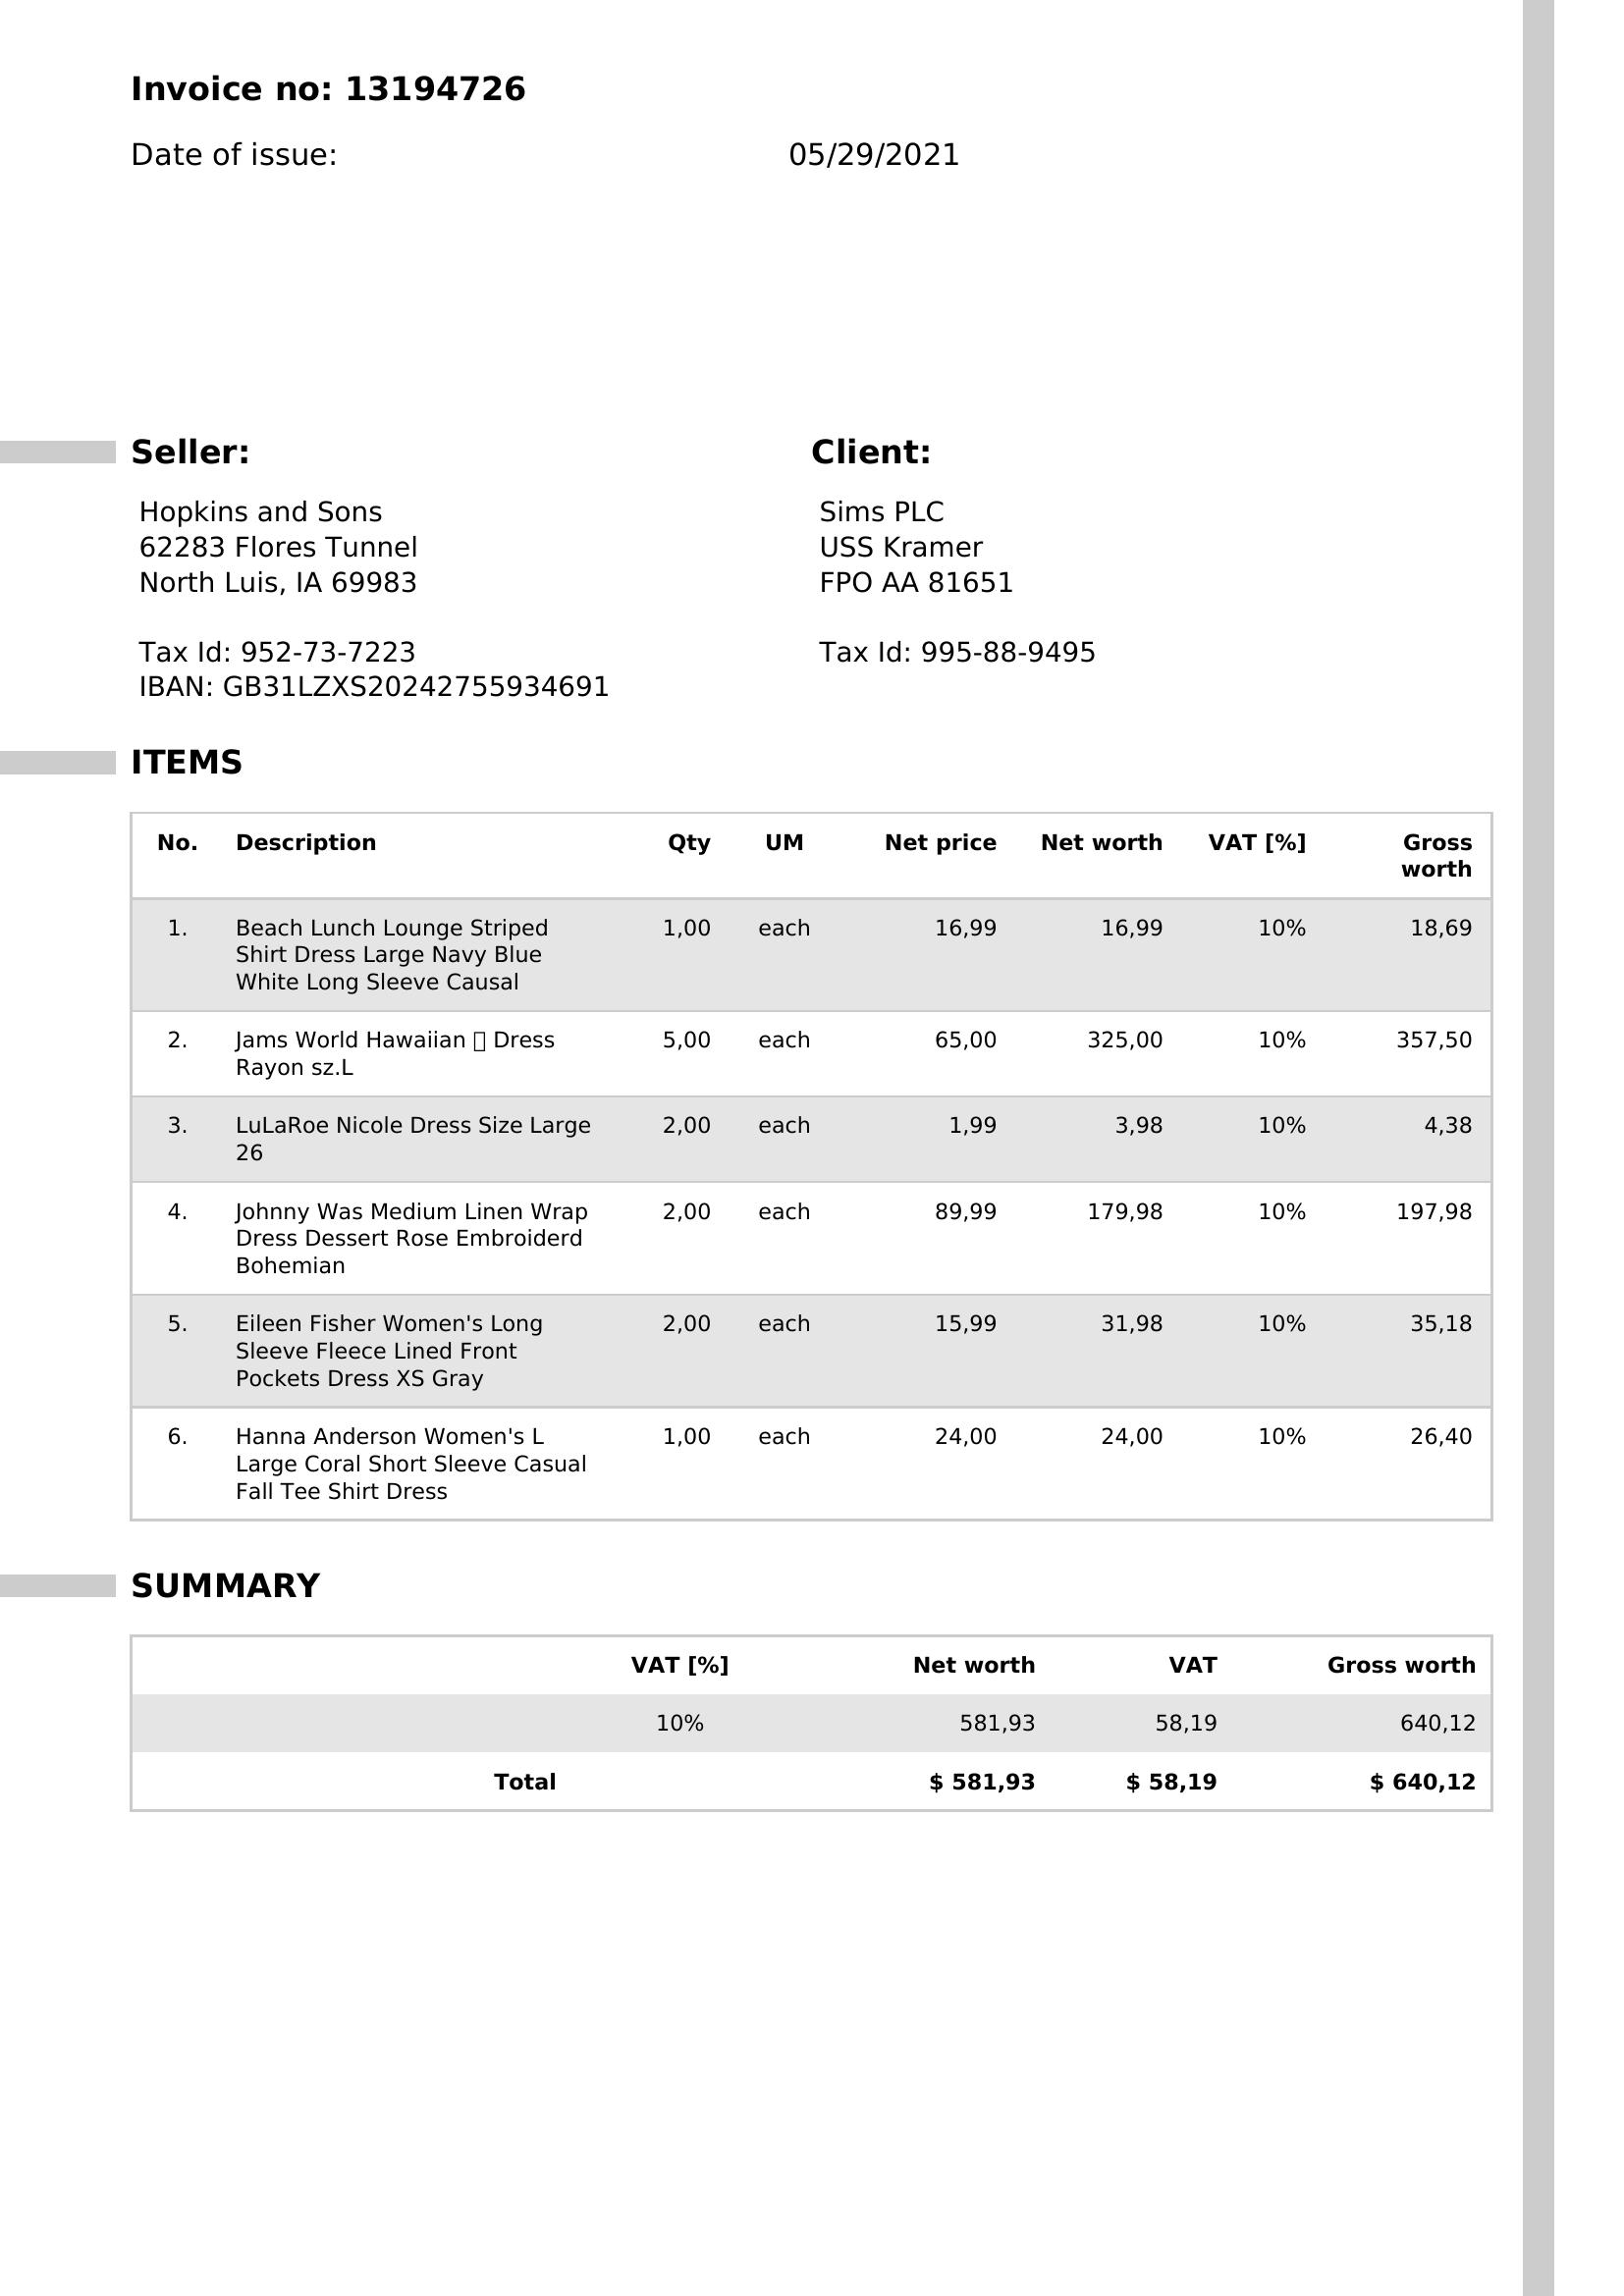 Invoice no: 13194726
Date of issue: 05/29/2021
Seller: Client:
Hopkins and Sons Sims PLC
62283 Flores Tunnel USS Kramer
North Luis, IA 69983 FPO AA 81651
Tax Id: 952-73-7223 Tax Id: 995-88-9495
IBAN: GB31LZXS20242755934691
ITEMS
No. Description Qty UM Net price Net worth VAT [%] Gross
worth
1. Beach Lunch Lounge Striped 1,00 each 16,99 16,99 10% 18,69
Shirt Dress Large Navy Blue
White Long Sleeve Causal
2. Jams World Hawaiian Dress 5,00 each 65,00 325,00 10% 357,50
Rayon sz.L
3. LuLaRoe Nicole Dress Size Large 2,00 each 1,99 3,98 10% 4,38
26
4. Johnny Was Medium Linen Wrap 2,00 each 89,99 179,98 10% 197,98
Dress Dessert Rose Embroiderd
Bohemian
5. Eileen Fisher Women's Long 2,00 each 15,99 31,98 10% 35,18
Sleeve Fleece Lined Front
Pockets Dress XS Gray
6. Hanna Anderson Women's L 1,00 each 24,00 24,00 10% 26,40
Large Coral Short Sleeve Casual
Fall Tee Shirt Dress
SUMMARY
VAT [%] Net worth VAT Gross worth
10% 581,93 58,19 640,12
Total $ 581,93 $ 58,19 $ 640,12